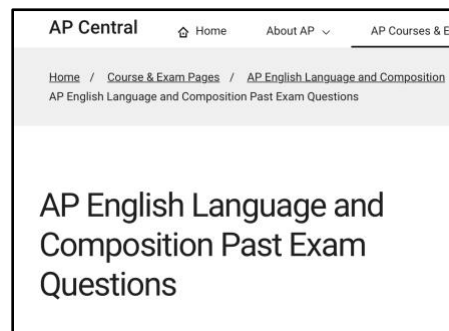 AP Central Home About AP AP Courses & E
Home / Course & Exam Pages / AP English Language and Composition
AP English Language and Composition Past Exam Questions
AP English Language and
Composition Past Exam
Questions